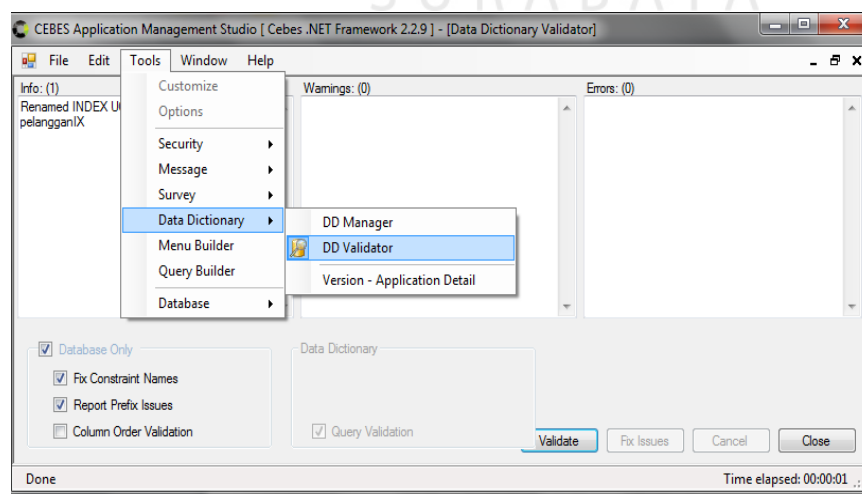 SURABAYA
CEBES Application Management Studio [ Cebes .NET Framework 2.2.9 ] - [Data Dictionary Validator]
File Edit Tools Window Help
Info: (1)
Renamed INDEX
pelangganIX
Customize
Options
Security
Message
Survey
Data Dictionary
Menu Builder
Query Builder
Database
DD Manager
DD Validator
Version - Application Detail
Warnings: (0)
Errors: (0)
Database Only
Fix Constraint Names
Report Prefix Issues
Column Order Validation
Data Dictionary
Query Validation
Validate Fix Issues Cancel Close
Done Time elapsed: 00:00:01